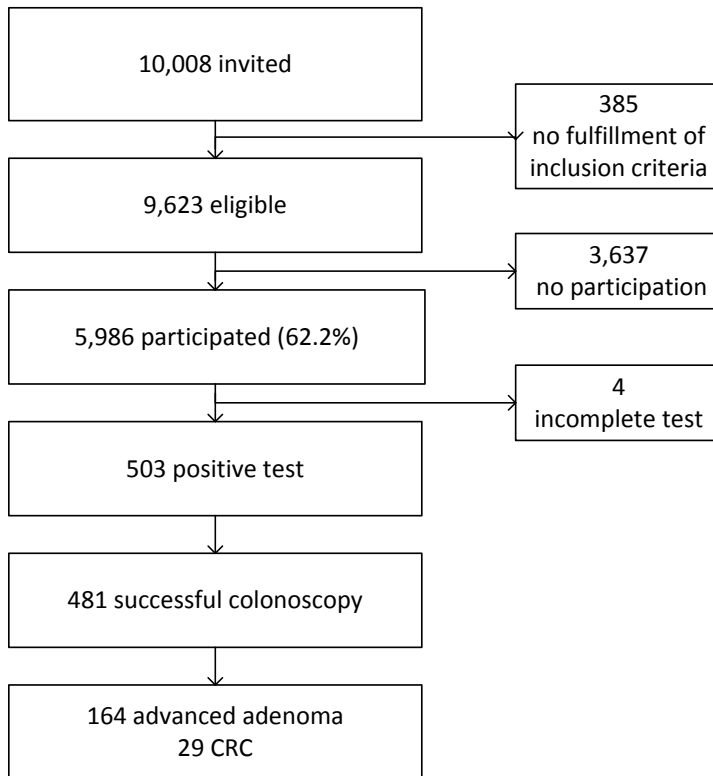 10,008 invited
385
no fulfillment of
inclusion criteria
9,623 eligible
3,637
no participation
5,986 participated (62.2%)
4
incomplete test
503 positive test
481 successful colonoscopy
164 advanced adenoma
29 CRC